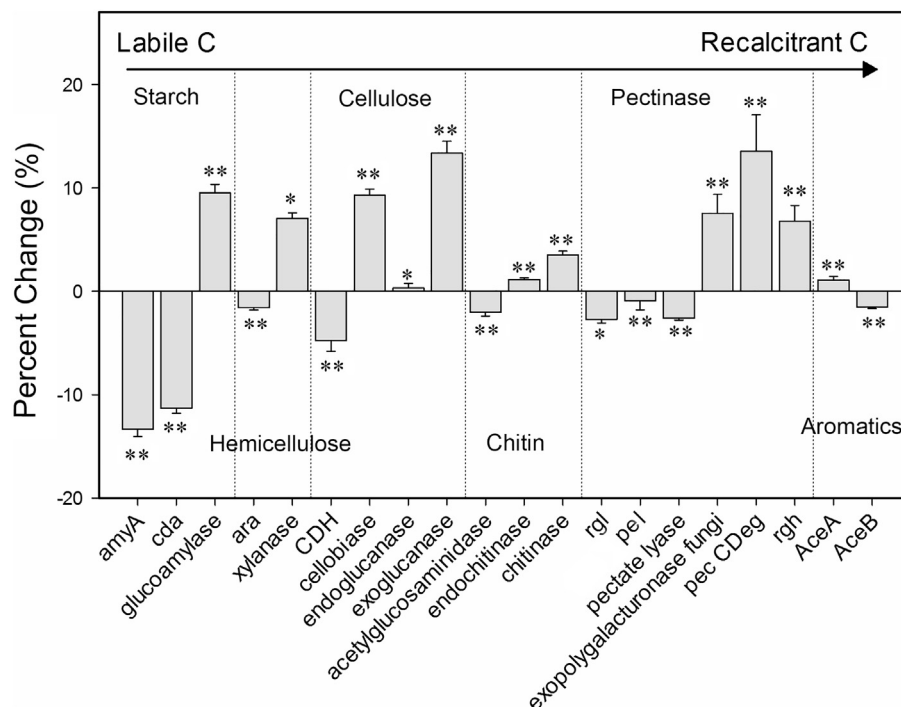 Labile C
Recalcitrant C
Starch
Cellulose
Pectinase
Hemicellulose
Chitin
Aromatics
Percent Change (%)
20
10
0
-10
-20
**
**
**
**
*
**
**
*
**
**
**
**
*
**
**
**
**
**
**
**
amyA
cda
glucoamylase
ara
xylanase
CDH
cellobiase
endoglucanase
exoglucanase
acetylglucosaminidase
endochitinase
chitinase
rgl
pel
pectate lyase
exopolygalacturonase fungi
pec CDeg
rgh
AceA
AceB